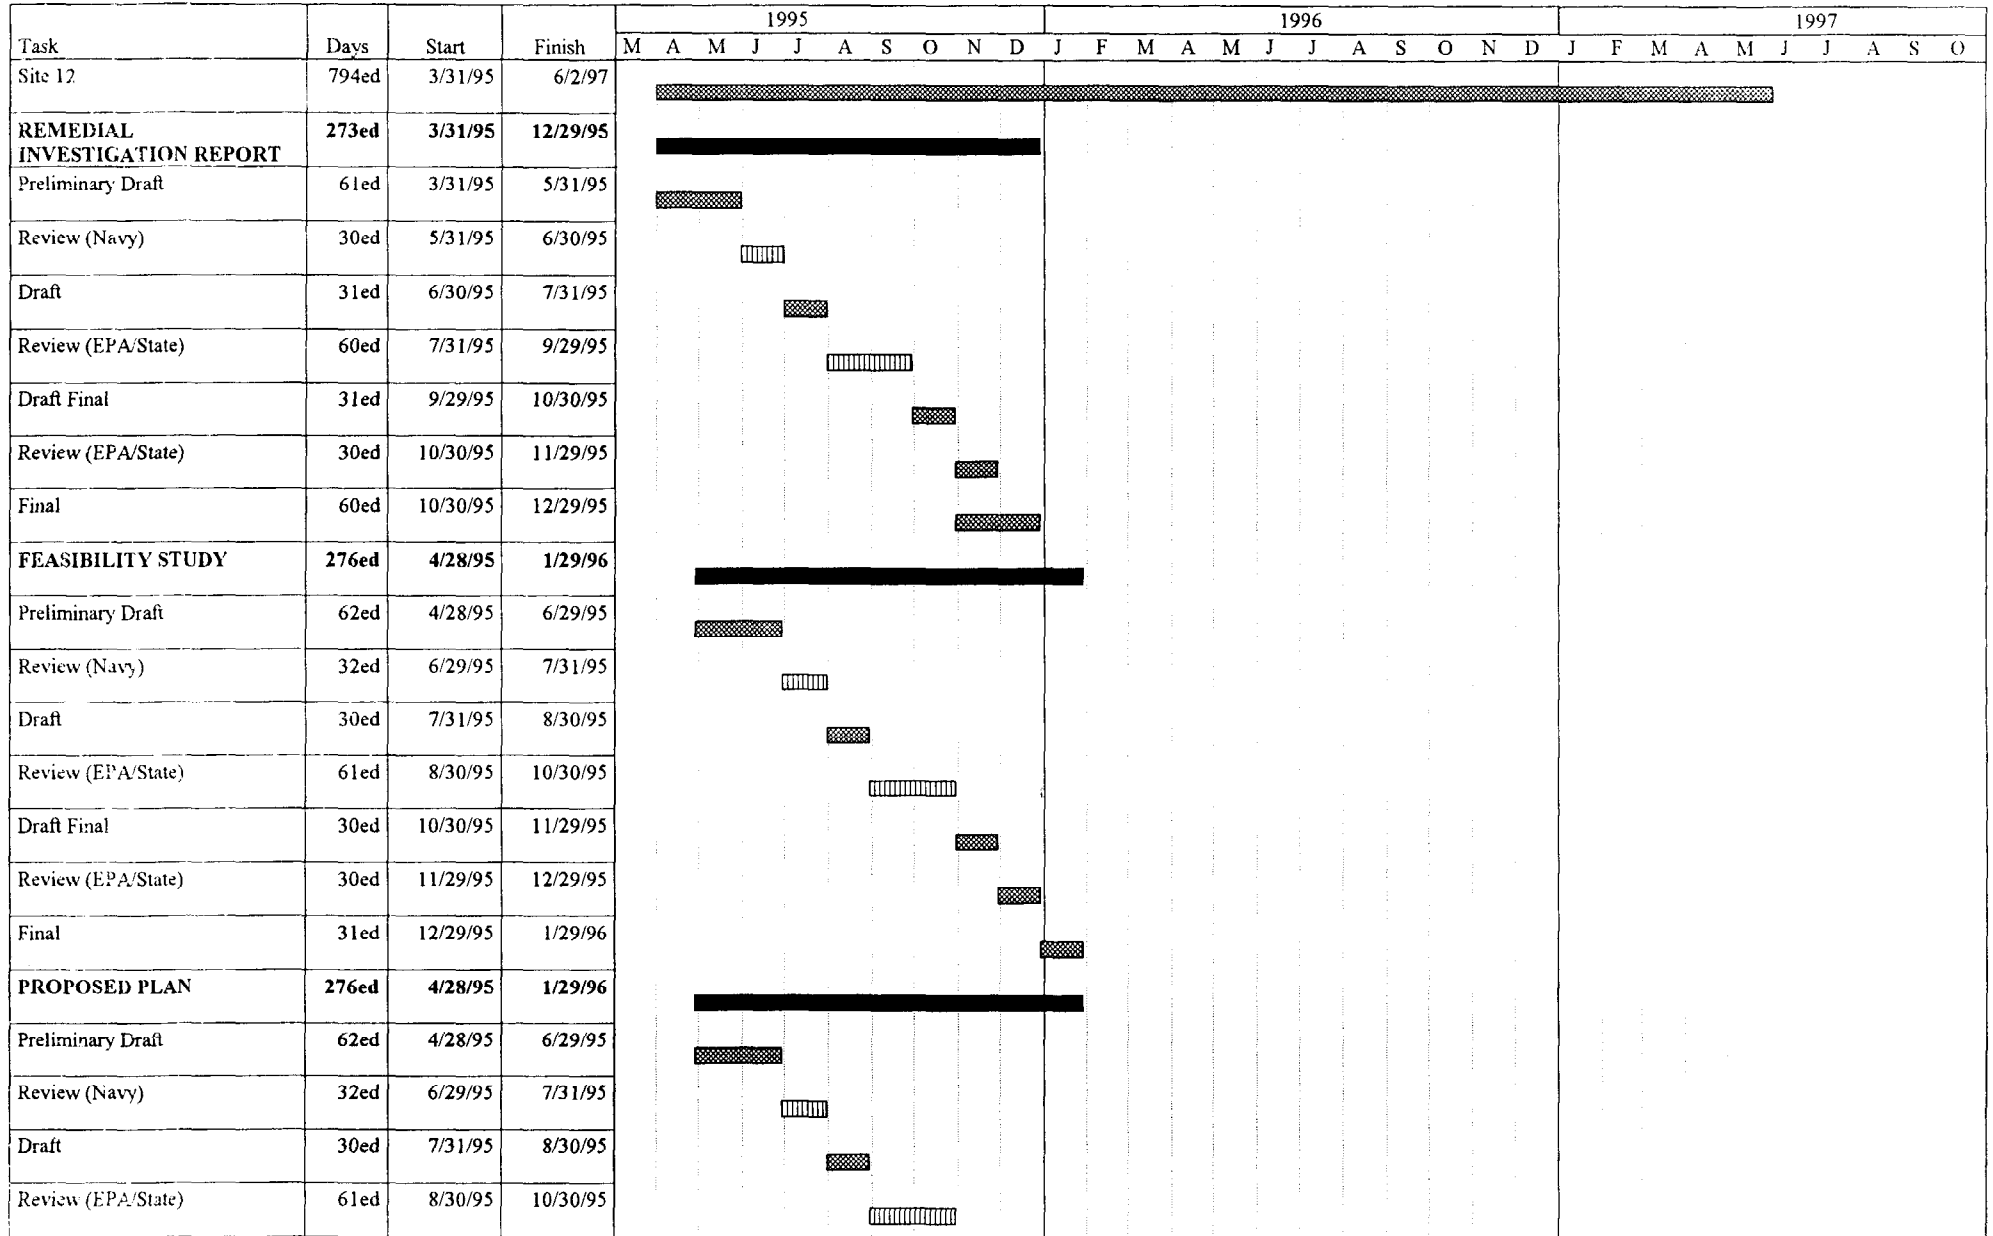 1995 1996 1997
Task Days Start Finish M A M J J A S O N D J F M A M J J A S O N D J F M A M J J A S O
Site 12 794ed 3/31/95 6/2/97
REMEDIAL 273ed 3/31/95 12/29/95
INVESTIGATION REPORT
Preliminary Draft 61ed 3/31/95 5/31/95
Review (Navy) 30ed 5/31/95 6/30/95
Draft 31ed 6/30/95 7/31/95
Review (EPA/State) 60ed 7/31/95 9/29/95
Draft Final 31ed 9/29/95 10/30/95
Review (EPA/State) 30ed 10/30/95 11/29/95
Final 60ed 10/30/95 12/29/95
FEASIBILITY STUDY 276ed 4/28/95 1/29/96
Preliminary Draft 62ed 4/28/95 6/29/95
Review (Navy) 32ed 6/29/95 7/31/95
Draft 30ed 7/31/95 8/30/95
Review (EPA/State) 61ed 8/30/95 10/30/95
Draft Final 30ed 10/30/95 11/29/95
Review (EPA/State) 30ed 11/29/95 12/29/95
Final 31ed 12/29/95 1/29/96
PROPOSED PLAN 276ed 4/28/95 1/29/96
Preliminary Draft 62ed 4/28/95 6/29/95
Review (Navy) 32ed 6/29/95 7/31/95
Draft 30ed 7/31/95 8/30/95
Review (EPA/State) 61ed 8/30/95 10/30/95